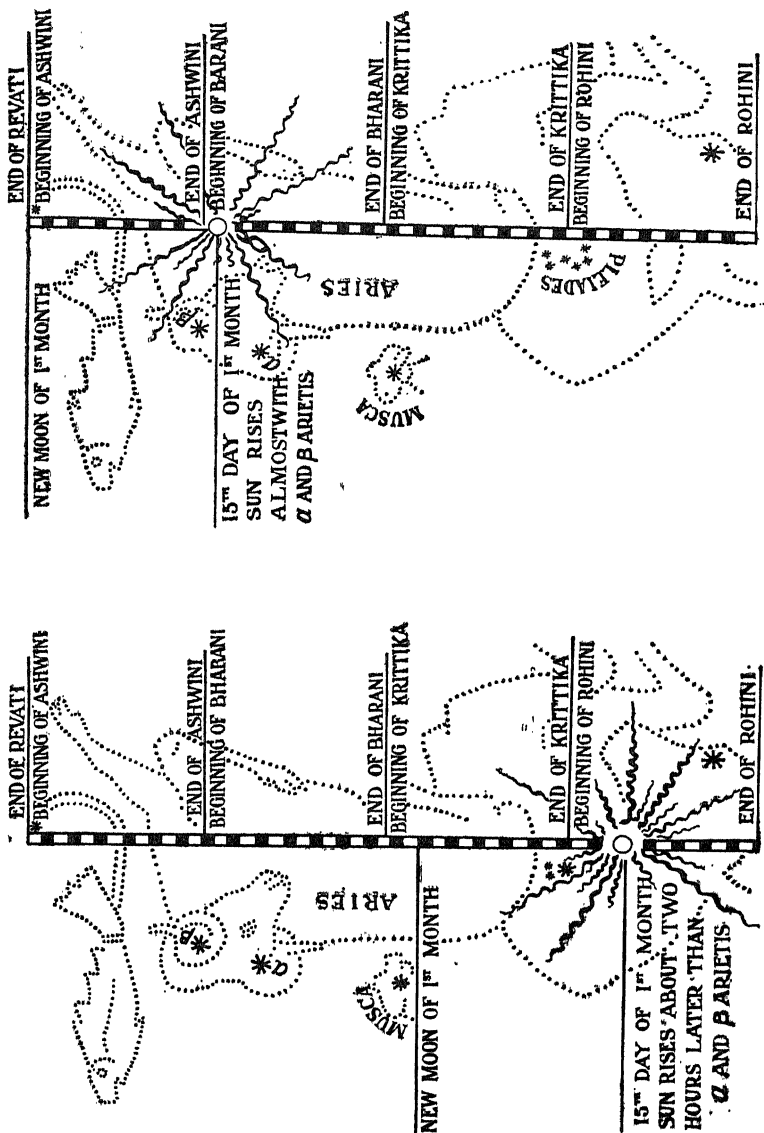 END OF REVATI
BEGINNING OF ASHWINI
END OF ASHWINI
BEGINNING OF BARANI
END OF BHARANI
BEGINNING OF KRITTIKA
END OF KRITTIKA
BEGINNING OF ROHINI
END OF ROHINI
NEW MOON OF 1ST MONTH
β
α
ARIES
MUSCA
PLEIADES
15TH DAY OF 1ST MONTH
SUN RISES
ALMOST WITH
α AND β ARIETIS
END OF REVATI
BEGINNING OF ASHWINI
END OF ASHWINI
BEGINNING OF BHARANI
END OF BHARANI
BEGINNING OF KRITTIKA
END OF KRITTIKA
BEGINNING OF ROHINI
END OF ROHINI
β
α
ARIES
MUSCA
NEW MOON OF 1ST MONTH
15TH DAY OF 1ST MONTH
SUN RISES ABOUT TWO
HOURS LATER THAN
α AND β ARIETIS